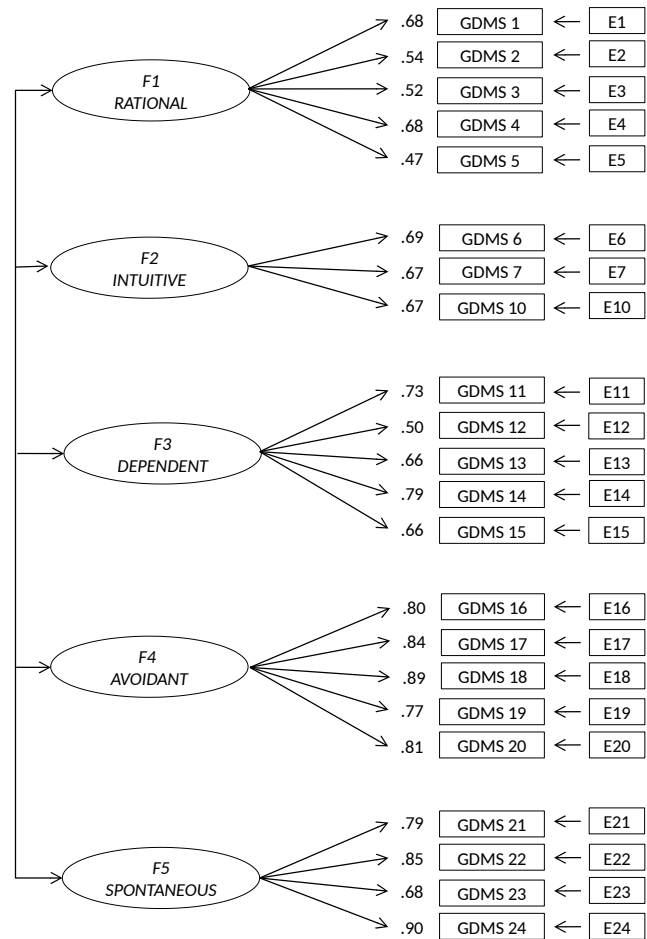 .68 GDMS 1 E1
F1 .54 GDMS 2 E2
RATIONAL .52 GDMS 3 E3
.68 GDMS 4 E4
.47 GDMS 5 E5
.69 GDMS 6 E6
F2 .67 GDMS 7 E7
INTUITIVE .67 GDMS 10 E10
.73 GDMS 11 E11
.50 GDMS 12 E12
F3 .66 GDMS 13 E13
DEPENDENT .79 GDMS 14 E14
.66 GDMS 15 E15
.80 GDMS 16 E16
F4 .84 GDMS 17 E17
AVOIDANT .89 GDMS 18 E18
.77 GDMS 19 E19
.81 GDMS 20 E20
.79 GDMS 21 E21
F5 .85 GDMS 22 E22
SPONTANEOUS .68 GDMS 23 E23
.90 GDMS 24 E24